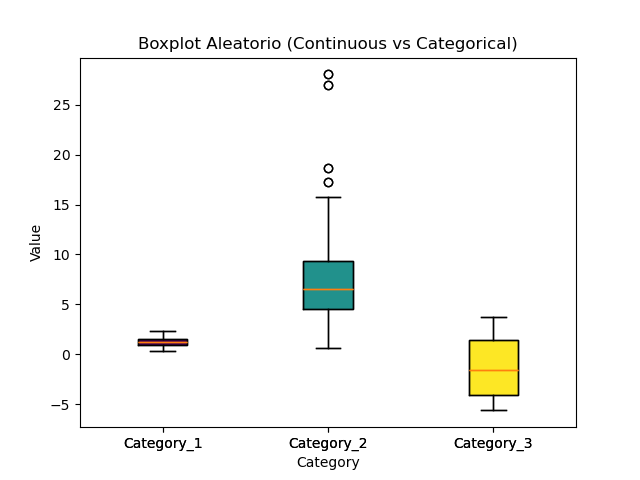 Boxplot Aleatorio (Continuous vs Categorical)
Value
25
20
15
10
5
0
−5
Category_1 Category_2 Category_3
Category